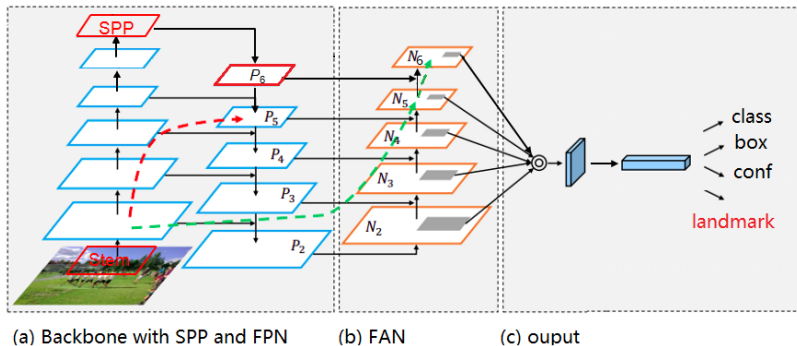 SPP
P6
P5
P4
P3
P2
Stem
(a) Backbone with SPP and FPN
N6
N5
N4
N3
N2
(b) FAN
class
box
conf
landmark
(c) ouput